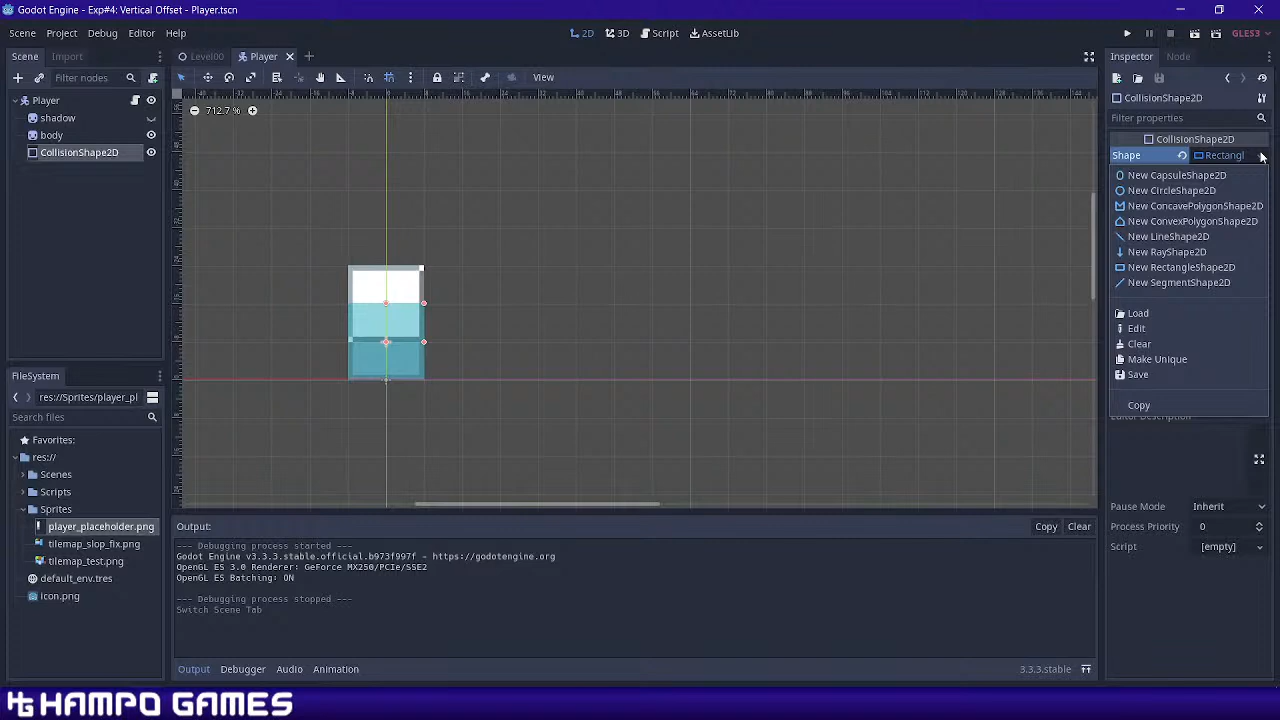 Godot Engine - Exp#4: Vertical Offset - Player.tscn
Scene Project Debug Editor Help
2D 3D Script AssetLib
GLES3
Scene Import
Level00 Player
Inspector Node
Filter nodes
View
Player
712.7 %
CollisionShape2D
shadow
Filter properties
body
CollisionShape2D
CollisionShape2D
Shape Rectangl
New CapsuleShape2D
New CircleShape2D
New ConcavePolygonShape2D
New ConvexPolygonShape2D
New LineShape2D
New RayShape2D
New RectangleShape2D
New SegmentShape2D
Load
Edit
Clear
Make Unique
Save
Copy
Editor Description
FileSystem
res://Sprites/player_pl
Search files
Favorites:
res://
Scenes
Scripts
Sprites
player_placeholder.png
tilemap_slop_fix.png
tilemap_test.png
default_env.tres
icon.png
Pause Mode Inherit
Process Priority 0
Script [empty]
Output: Copy Clear
--- Debugging process started ---
Godot Engine v3.3.3.stable.official.b973f997f - https://godotengine.org
OpenGL ES 3.0 Renderer: GeForce MX250/PCIe/SSE2
OpenGL ES Batching: ON
--- Debugging process stopped ---
Switch Scene Tab
Output Debugger Audio Animation 3.3.3.stable
HAMPO GAMES